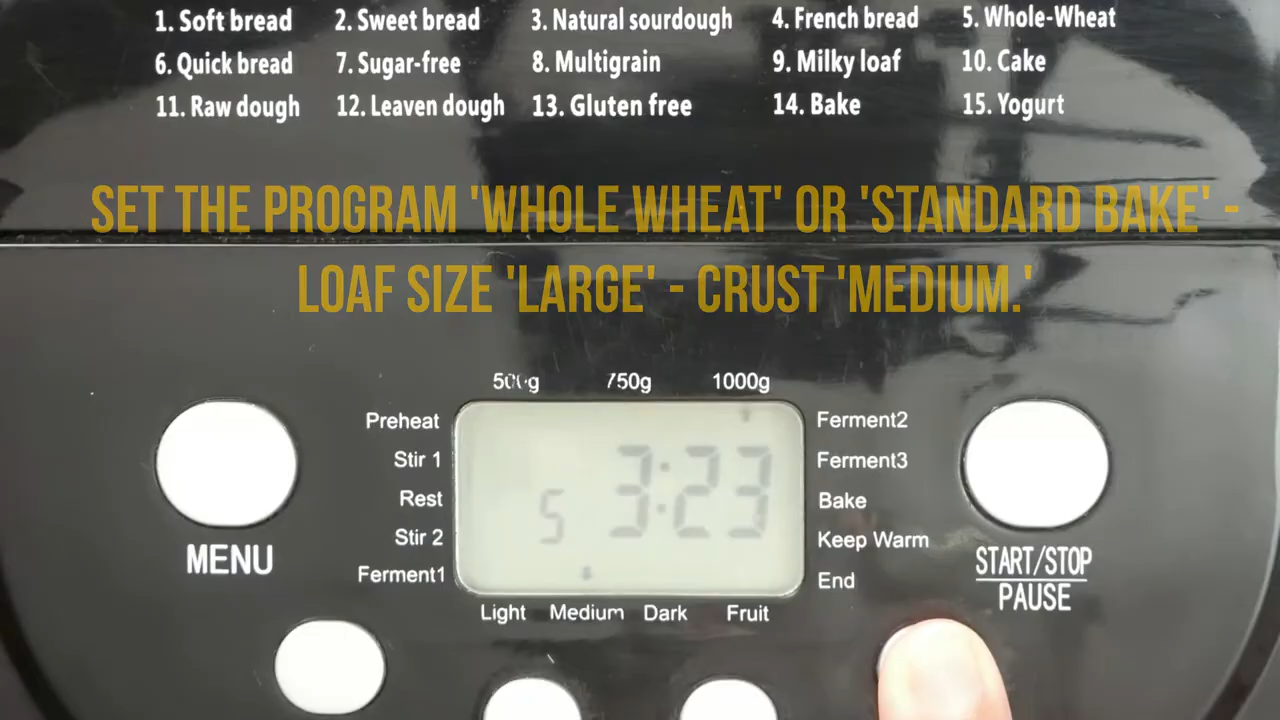 1. Soft bread 2. Sweet bread 3. Natural sourdough 4. French bread 5. Whole-Wheat
6. Quick bread 7. Sugar-free 8. Multigrain 9. Milky loaf 10. Cake
11. Raw dough 12. Leaven dough 13. Gluten free 14. Bake 15. Yogurt
SET THE PROGRAM 'WHOLE WHEAT' OR 'STANDARD BAKE' -
LOAF SIZE 'LARGE' - CRUST 'MEDIUM.'
500g 750g 1000g
Preheat
Stir 1
Rest
Stir 2
Ferment1
5 3:23
Ferment2
Ferment3
Bake
Keep Warm
End
Light Medium Dark Fruit
MENU
START/STOP
PAUSE